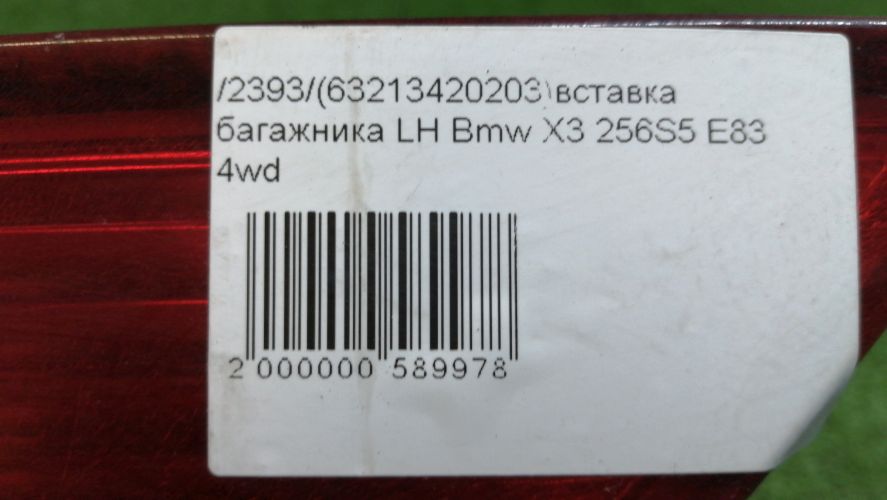 /2393/(63213420203\вставка
багажника LH Bmw X3 256S5 E83
4wd
2 000000 589978